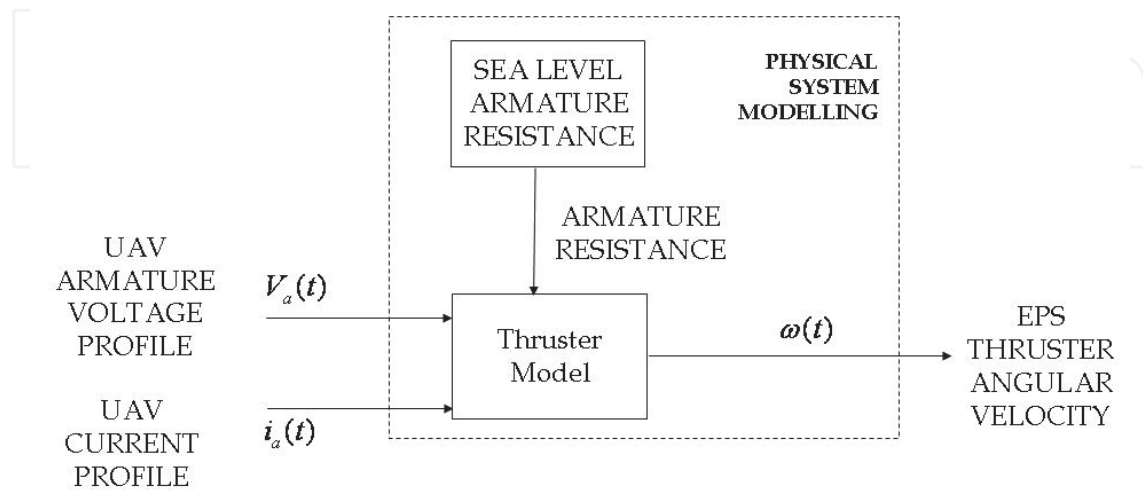 SEA LEVEL
ARMATURE
RESISTANCE
PHYSICAL
SYSTEM
MODELLING
ARMATURE
RESISTANCE
UAV
ARMATURE
VOLTAGE
PROFILE
V_a(t)
Thruster
Model
ω(t)
EPS
THRUSTER
ANGULAR
VELOCITY
UAV
CURRENT
PROFILE
i_a(t)